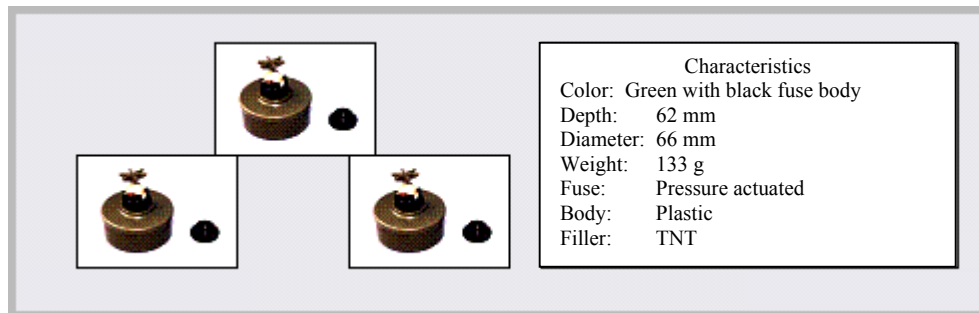 Characteristics
Color: Green with black fuse body
Depth: 62 mm
Diameter: 66 mm
Weight: 133 g
Fuse: Pressure actuated
Body: Plastic
Filler: TNT